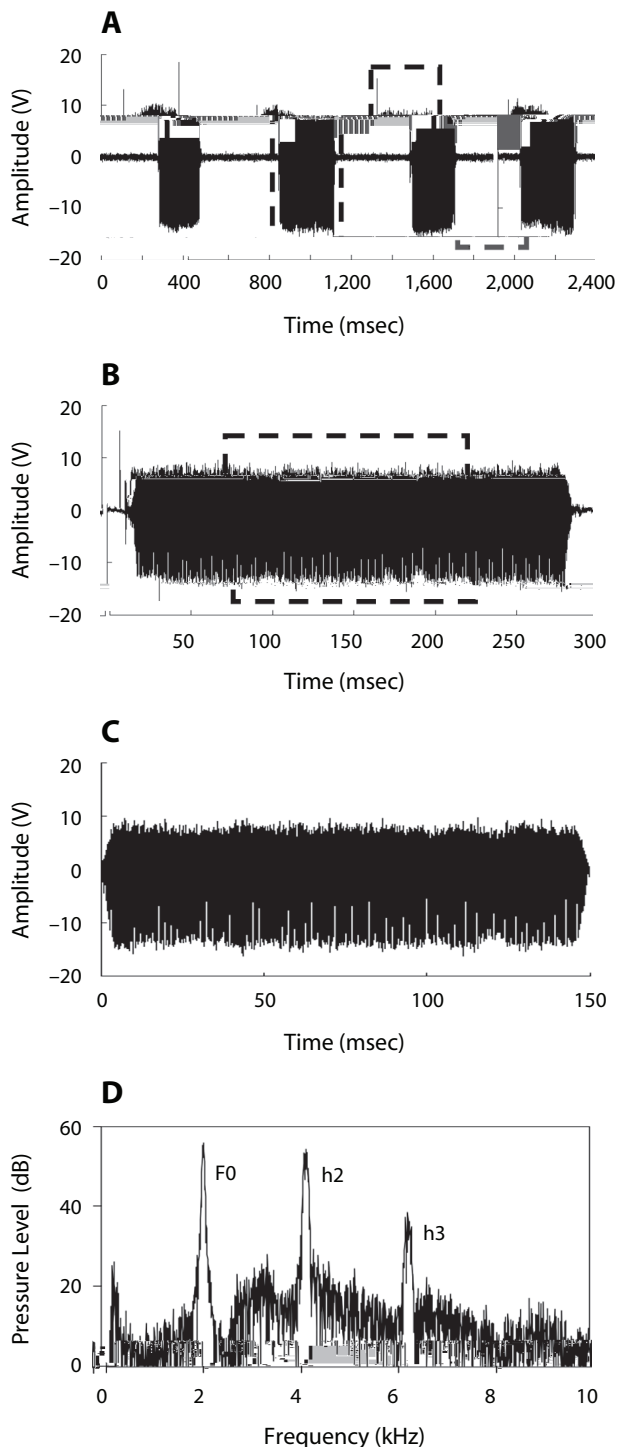 A
Amplitude (V)
20
10
0
−10
−20
0 400 800 1,200 1,600 2,000 2,400
Time (msec)
B
Amplitude (V)
20
10
0
−10
−20
50 100 150 200 250 300
Time (msec)
C
Amplitude (V)
20
10
0
−10
−20
0 50 100 150
Time (msec)
D
Pressure Level (dB)
60
40
20
0
F0
h2
h3
0 2 4 6 8 10
Frequency (kHz)